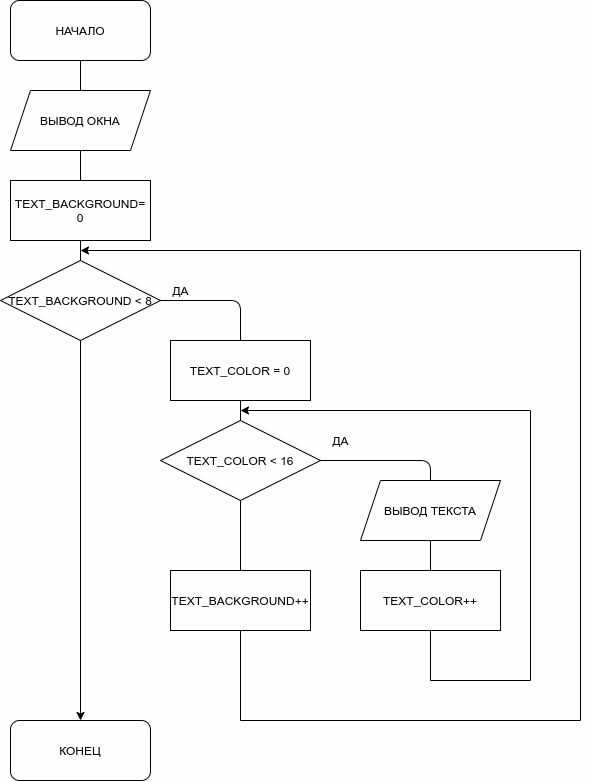 НАЧАЛО
ВЫВОД ОКНА
TEXT_BACKGROUND=
0
TEXT_BACKGROUND < 8
ДА
TEXT_COLOR = 0
TEXT_COLOR < 16
ДА
ВЫВОД ТЕКСТА
TEXT_BACKGROUND++
TEXT_COLOR++
КОНЕЦ